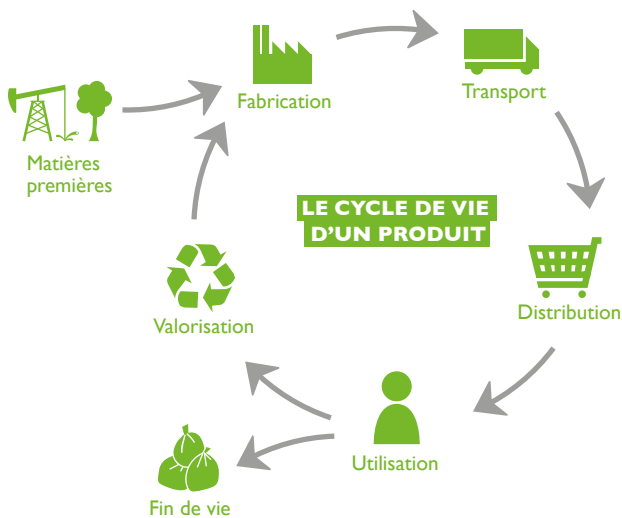 Fabrication
Transport
Matières
premières
LE CYCLE DE VIE
D'UN PRODUIT
Distribution
Valorisation
Utilisation
Fin de vie